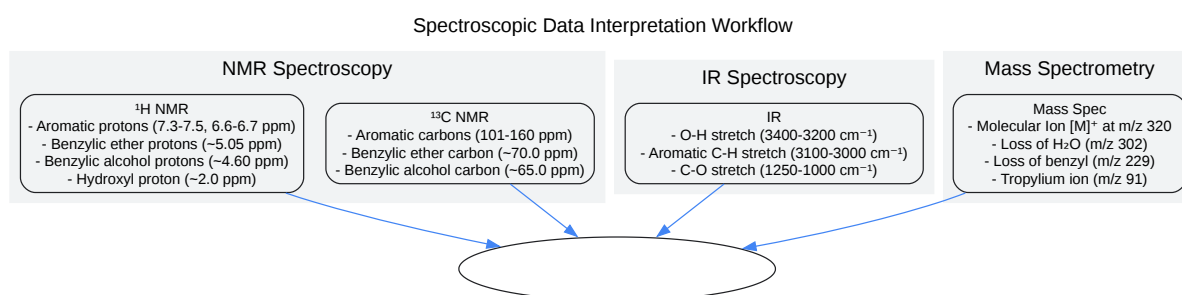 Spectroscopic Data Interpretation Workflow
NMR Spectroscopy
¹H NMR
- Aromatic protons (7.3-7.5, 6.6-6.7 ppm)
- Benzylic ether protons (~5.05 ppm)
- Benzylic alcohol protons (~4.60 ppm)
- Hydroxyl proton (~2.0 ppm)
¹³C NMR
- Aromatic carbons (101-160 ppm)
- Benzylic ether carbon (~70.0 ppm)
- Benzylic alcohol carbon (~65.0 ppm)
IR Spectroscopy
IR
- O-H stretch (3400-3200 cm⁻¹)
- Aromatic C-H stretch (3100-3000 cm⁻¹)
- C-O stretch (1250-1000 cm⁻¹)
Mass Spectrometry
Mass Spec
- Molecular Ion [M]⁺ at m/z 320
- Loss of H₂O (m/z 302)
- Loss of benzyl (m/z 229)
- Tropylium ion (m/z 91)